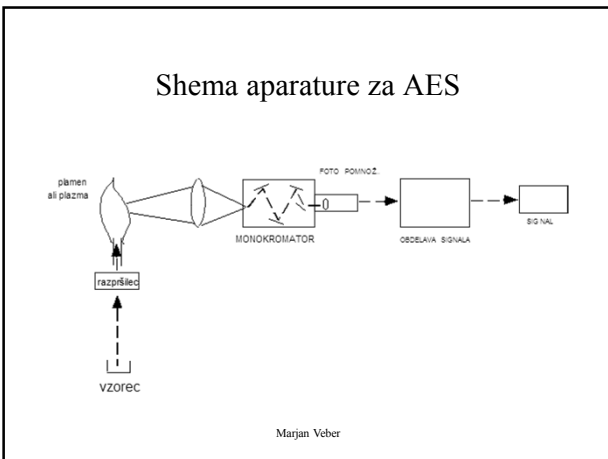 Shema aparature za AES
plamen
ali plazma
FOTO POMNOŽ.
MONOKROMATOR
OBDELAVA SIGNALA
SIGNAL
razpršilec
vzorec
Marjan Veber